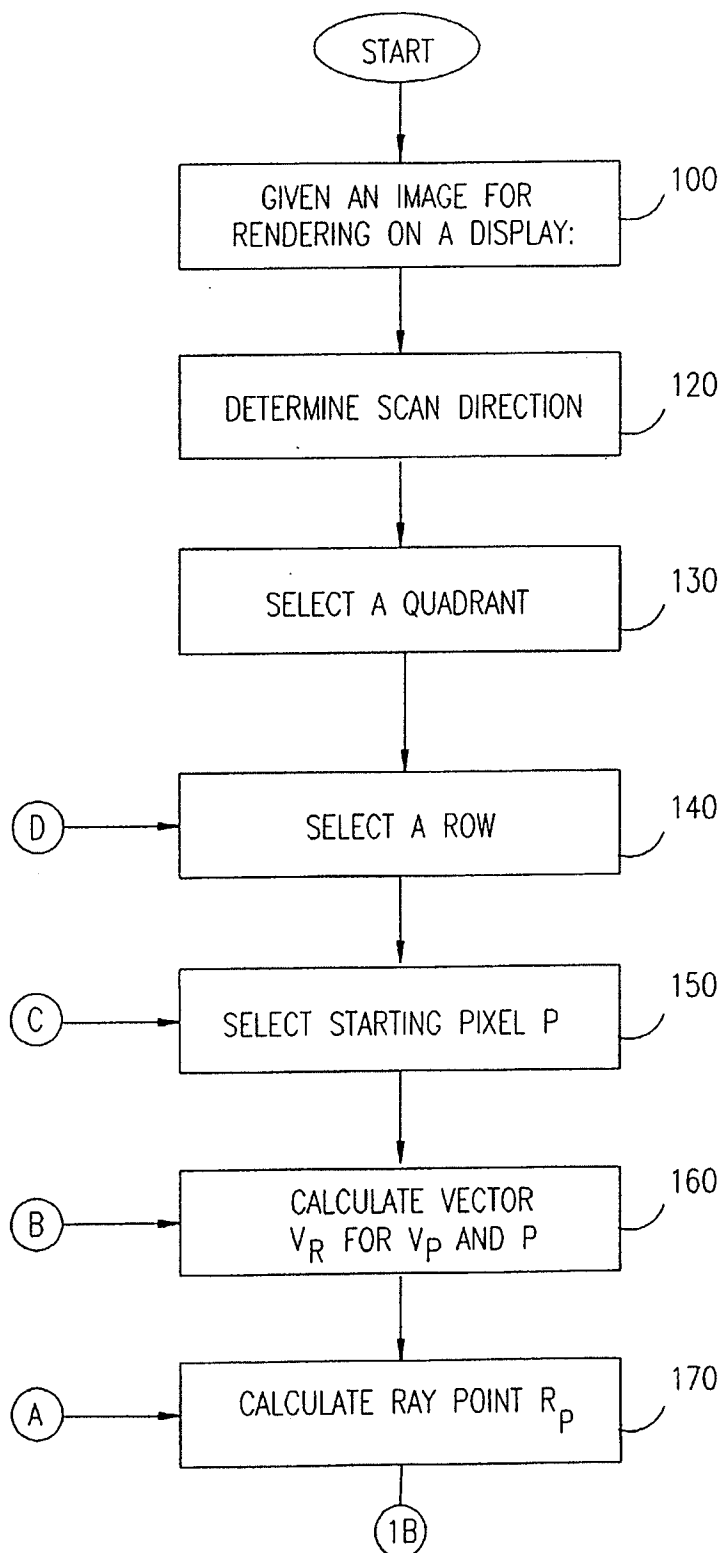 START
GIVEN AN IMAGE FOR
RENDERING ON A DISPLAY:
100
DETERMINE SCAN DIRECTION
120
SELECT A QUADRANT
130
D
SELECT A ROW
140
C
SELECT STARTING PIXEL P
150
B
CALCULATE VECTOR
V_R FOR V_P AND P
160
A
CALCULATE RAY POINT R_P
170
1B